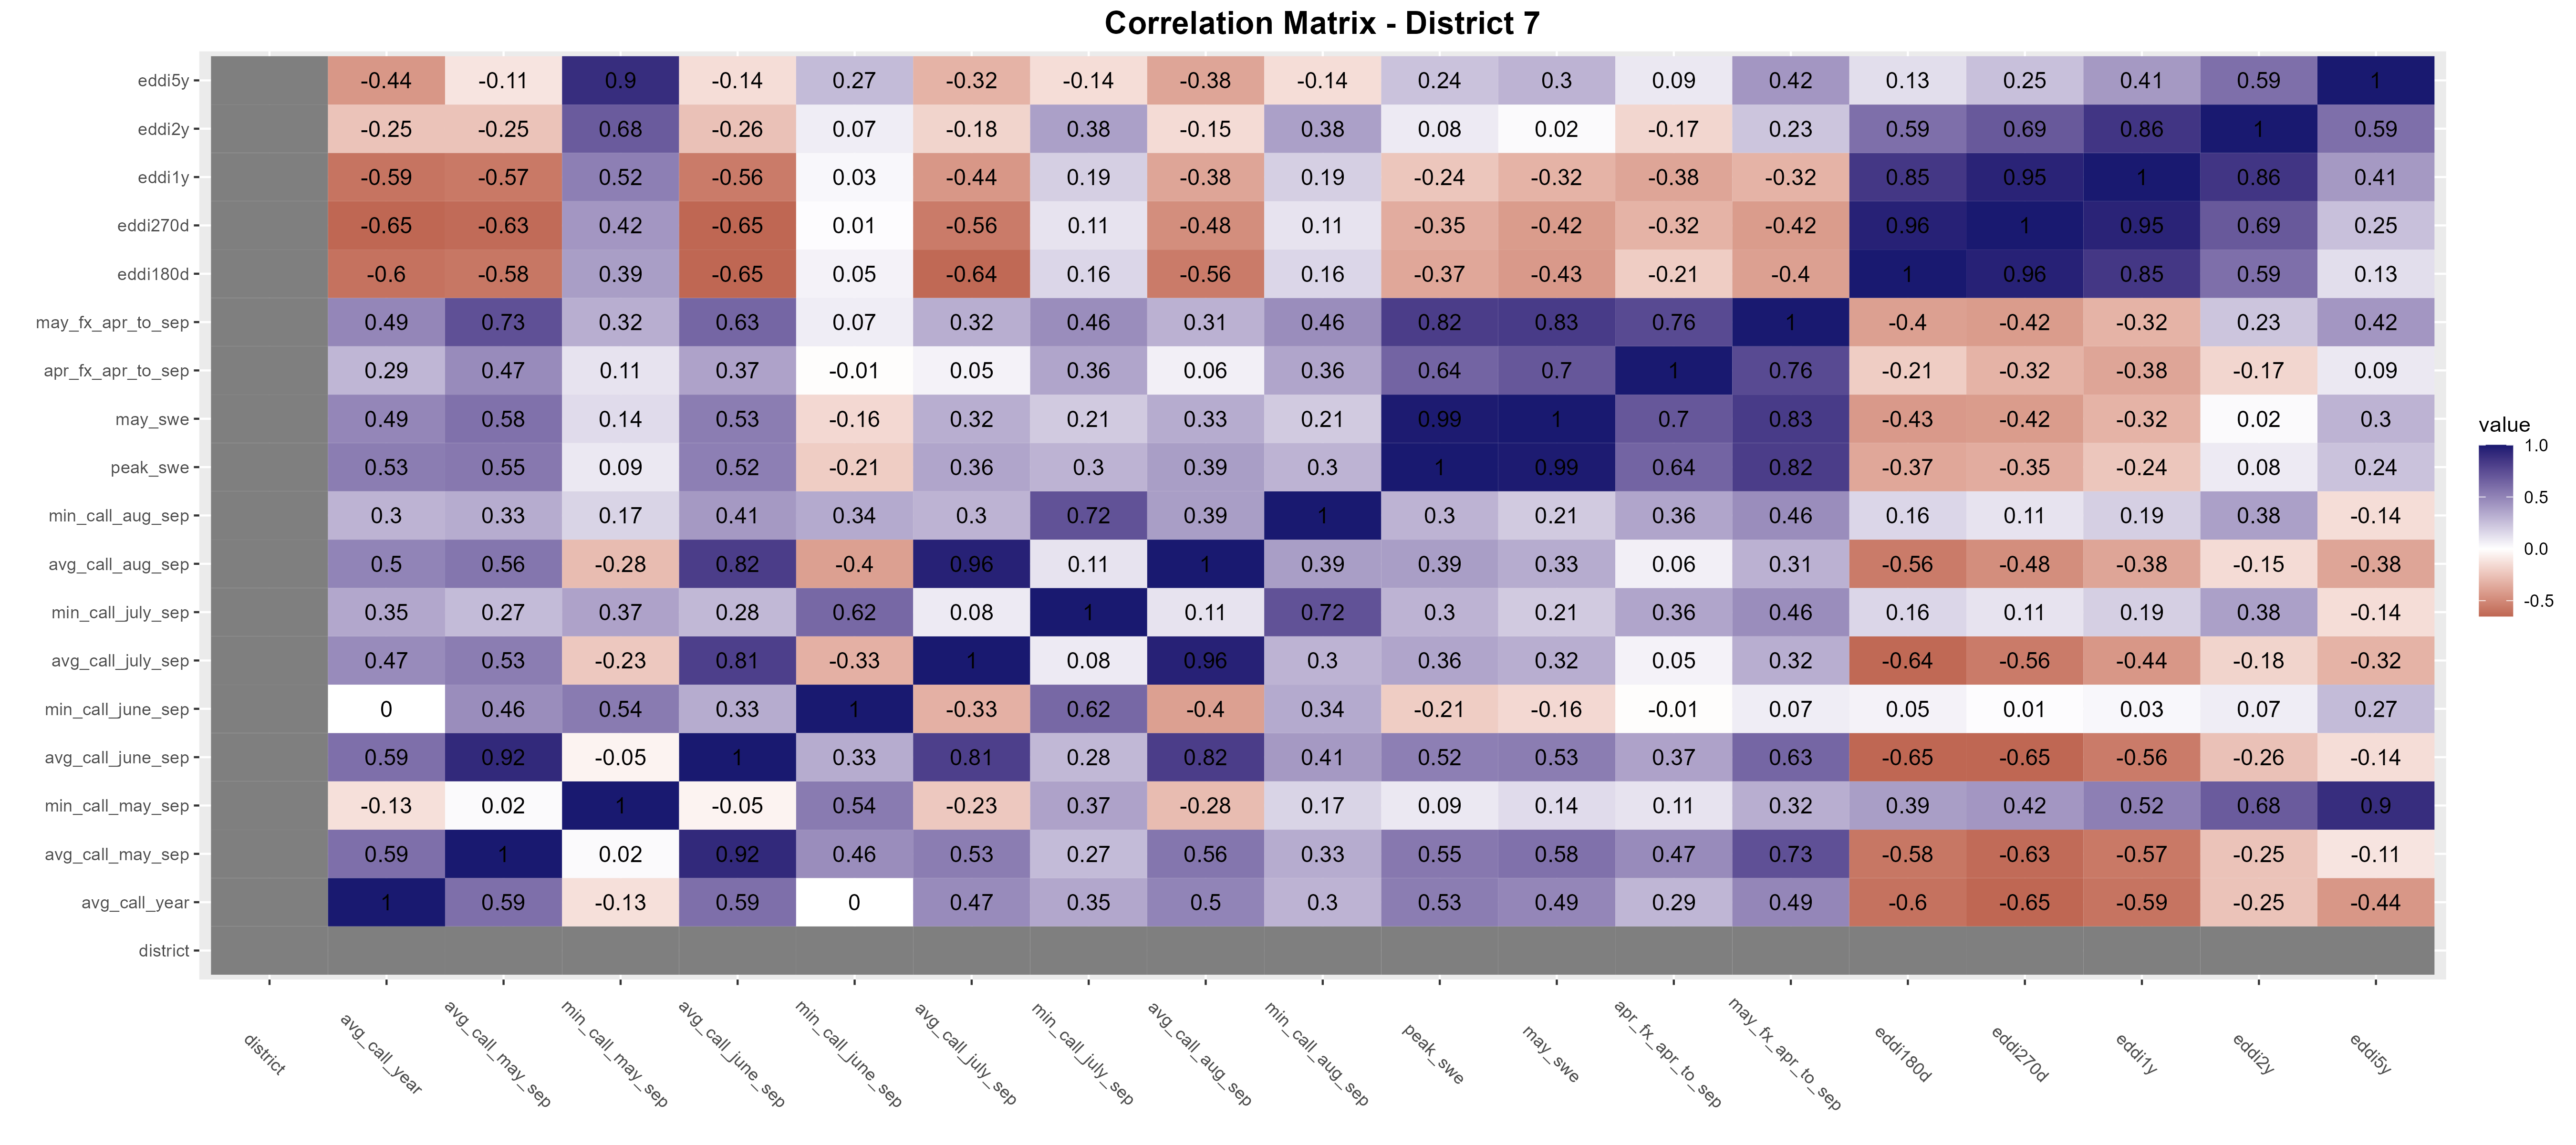 Correlation Matrix - District 7
eddi5y -0.44 -0.11 0.9 -0.14 0.27 -0.32 -0.14 -0.38 -0.14 0.24 0.3 0.09 0.42 0.13 0.25 0.41 0.59 1
eddi2y -0.25 -0.25 0.68 -0.26 0.07 -0.18 0.38 -0.15 0.38 0.08 0.02 -0.17 0.23 0.59 0.69 0.86 1 0.59
eddi1y -0.59 -0.57 0.52 -0.56 0.03 -0.44 0.19 -0.38 0.19 -0.24 -0.32 -0.38 -0.32 0.85 0.95 1 0.86 0.41
eddi270d -0.65 -0.63 0.42 -0.65 0.01 -0.56 0.11 -0.48 0.11 -0.35 -0.42 -0.32 -0.42 0.96 1 0.95 0.69 0.25
eddi180d -0.6 -0.58 0.39 -0.65 0.05 -0.64 0.16 -0.56 0.16 -0.37 -0.43 -0.21 -0.4 1 0.96 0.85 0.59 0.13
may_fx_apr_to_sep 0.49 0.73 0.32 0.63 0.07 0.32 0.46 0.31 0.46 0.82 0.83 0.76 1 -0.4 -0.42 -0.32 0.23 0.42
apr_fx_apr_to_sep 0.29 0.47 0.11 0.37 -0.01 0.05 0.36 0.06 0.36 0.64 0.7 1 0.76 -0.21 -0.32 -0.38 -0.17 0.09
may_swe 0.49 0.58 0.14 0.53 -0.16 0.32 0.21 0.33 0.21 0.99 1 0.7 0.83 -0.43 -0.42 -0.32 0.02 0.3
peak_swe 0.53 0.55 0.09 0.52 -0.21 0.36 0.3 0.39 0.3 1 0.99 0.64 0.82 -0.37 -0.35 -0.24 0.08 0.24
min_call_aug_sep 0.3 0.33 0.17 0.41 0.34 0.3 0.72 0.39 1 0.3 0.21 0.36 0.46 0.16 0.11 0.19 0.38 -0.14
avg_call_aug_sep 0.5 0.56 -0.28 0.82 -0.4 0.96 0.11 1 0.39 0.39 0.33 0.06 0.31 -0.56 -0.48 -0.38 -0.15 -0.38
min_call_july_sep 0.35 0.27 0.37 0.28 0.62 0.08 1 0.11 0.72 0.3 0.21 0.36 0.46 0.16 0.11 0.19 0.38 -0.14
avg_call_july_sep 0.47 0.53 -0.23 0.81 -0.33 1 0.08 0.96 0.3 0.36 0.32 0.05 0.32 -0.64 -0.56 -0.44 -0.18 -0.32
min_call_june_sep 0 0.46 0.54 0.33 1 -0.33 0.62 -0.4 0.34 -0.21 -0.16 -0.01 0.07 0.05 0.01 0.03 0.07 0.27
avg_call_june_sep 0.59 0.92 -0.05 1 0.33 0.81 0.28 0.82 0.41 0.52 0.53 0.37 0.63 -0.65 -0.65 -0.56 -0.26 -0.14
min_call_may_sep -0.13 0.02 1 -0.05 0.54 -0.23 0.37 -0.28 0.17 0.09 0.14 0.11 0.32 0.39 0.42 0.52 0.68 0.9
avg_call_may_sep 0.59 1 0.02 0.92 0.46 0.53 0.27 0.56 0.33 0.55 0.58 0.47 0.73 -0.58 -0.63 -0.57 -0.25 -0.11
avg_call_year 1 0.59 -0.13 0.59 0 0.47 0.35 0.5 0.3 0.53 0.49 0.29 0.49 -0.6 -0.65 -0.59 -0.25 -0.44
district
district avg_call_year avg_call_may_sep min_call_may_sep avg_call_june_sep min_call_june_sep avg_call_july_sep min_call_july_sep avg_call_aug_sep min_call_aug_sep peak_swe may_swe apr_fx_apr_to_sep may_fx_apr_to_sep eddi180d eddi270d eddi1y eddi2y eddi5y
value
1.0
0.5
0.0
-0.5